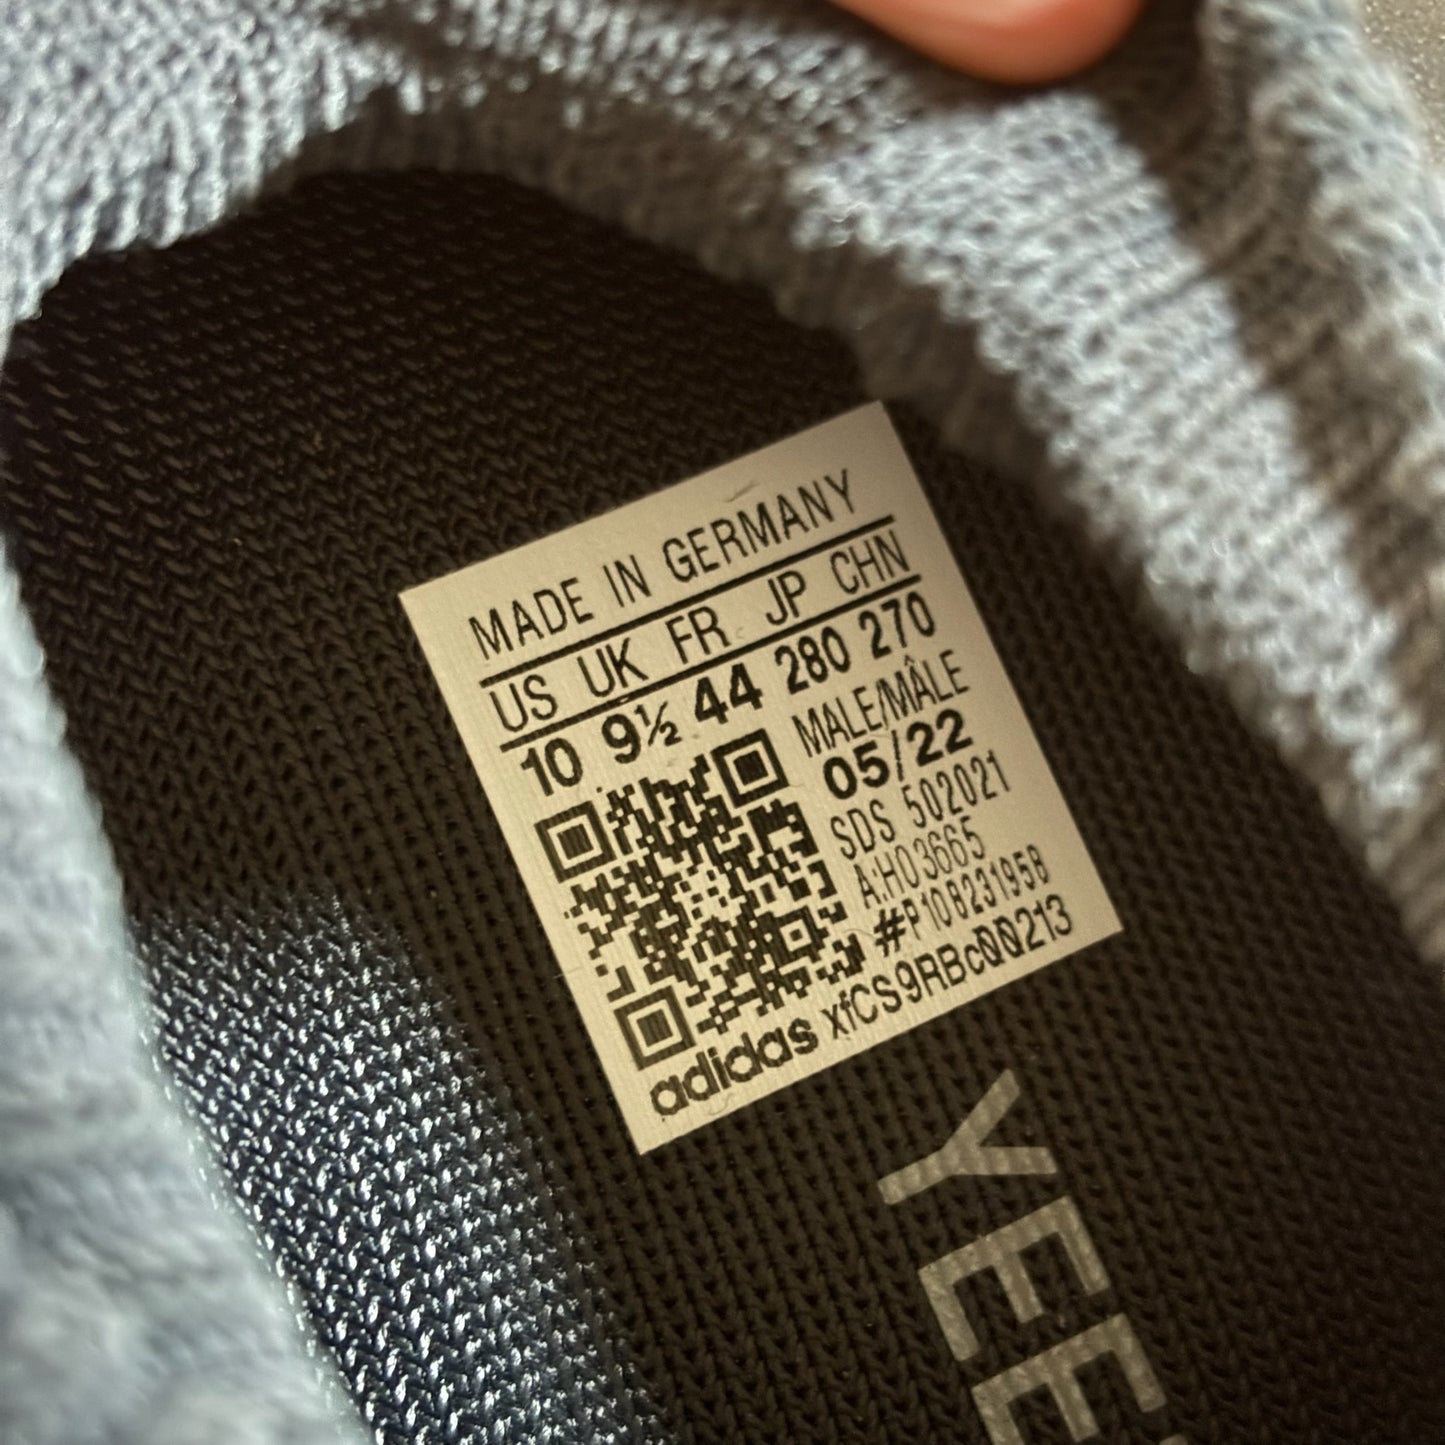 MADE IN GERMANY
US UK FR JP CHN
10 9½ 44 280 270
MALE/MÂLE
05/22
SDS 502021
A:H03665
#P108231958
adidas xfCS9RBcQQ213
YEE